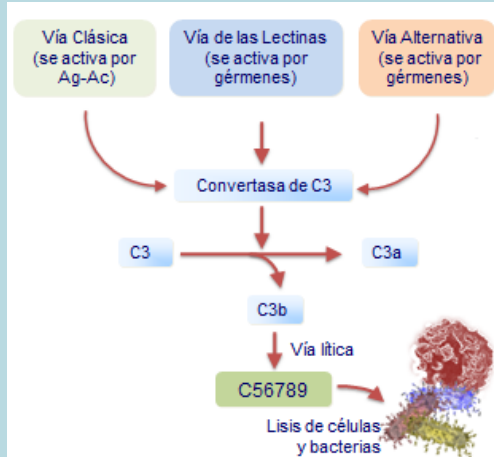 Vía Clásica
(se activa por
Ag-Ac)
Vía de las Lectinas
(se activa por
gérmenes)
Vía Alternativa
(se activa por
gérmenes)
Convertasa de C3
C3
C3a
C3b
Vía lítica
C56789
Lisis de células
y bacterias